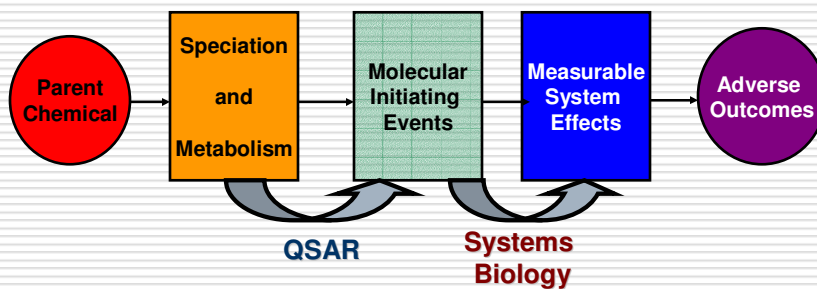 Parent
Chemical
Speciation
and
Metabolism
Molecular
Initiating
Events
Measurable
System
Effects
Adverse
Outcomes
QSAR
Systems
Biology